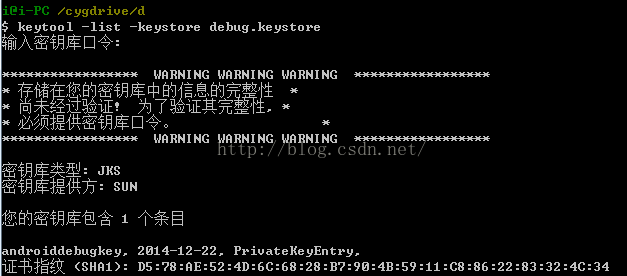 i@i-PC /cygdrive/d
$ keytool -list -keystore debug.keystore
输入密钥库口令:
***************** WARNING WARNING WARNING *****************
* 存储在您的密钥库中的信息的完整性 *
* 尚未经过验证! 为了验证其完整性, *
* 必须提供密钥库口令。 *
***************** WARNING WARNING WARNING *****************
http://blog.csdn.net/
密钥库类型: JKS
密钥库提供方: SUN
您的密钥库包含 1 个条目
androiddebugkey, 2014-12-22, PrivateKeyEntry,
证书指纹 (SHA1): D5:78:AE:52:4D:6C:68:28:B7:90:4B:59:11:C8:86:22:83:32:4C:34